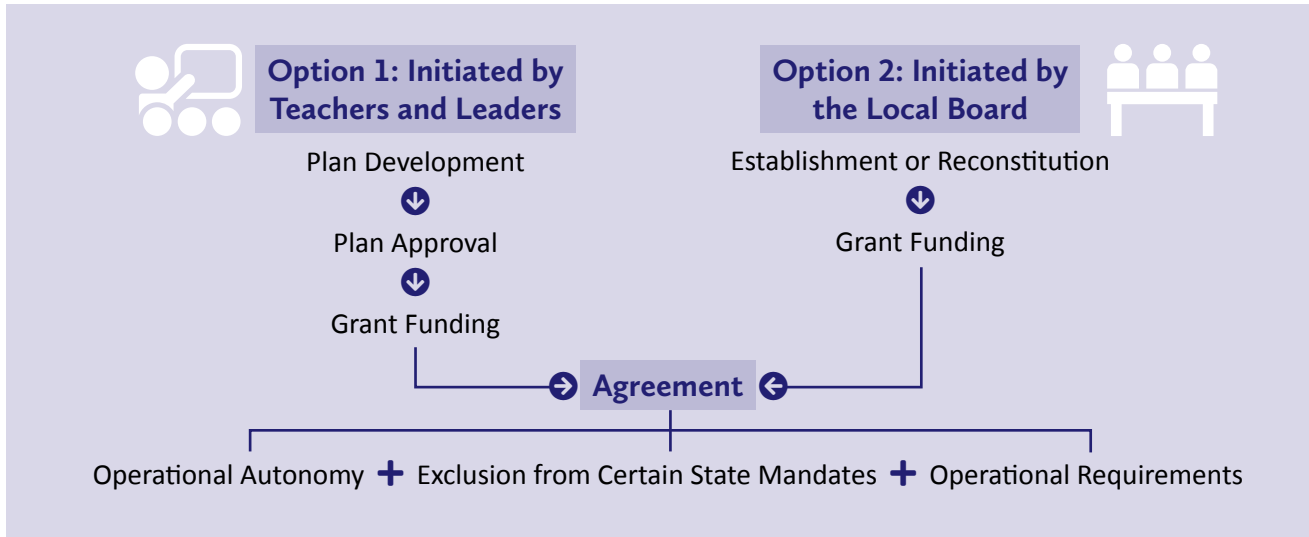 Option 1: Initiated by
Teachers and Leaders
Plan Development
Plan Approval
Grant Funding
Option 2: Initiated by
the Local Board
Establishment or Reconstitution
Grant Funding
Agreement
Operational Autonomy + Exclusion from Certain State Mandates + Operational Requirements